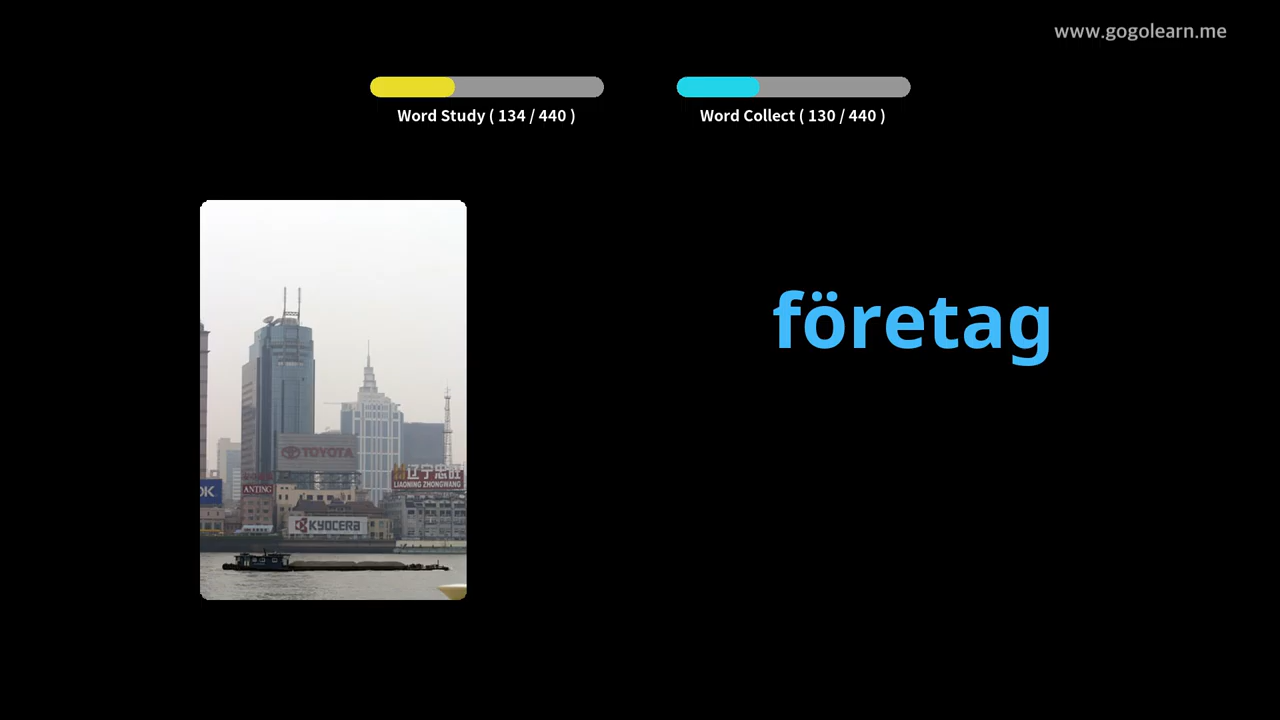 www.gogolearn.me
Word Study ( 134 / 440 )
Word Collect ( 130 / 440 )
företag
TOYOTA
辽宁忠旺
LIAONING ZHONGWANG
OK
ANTING
KYOCERA